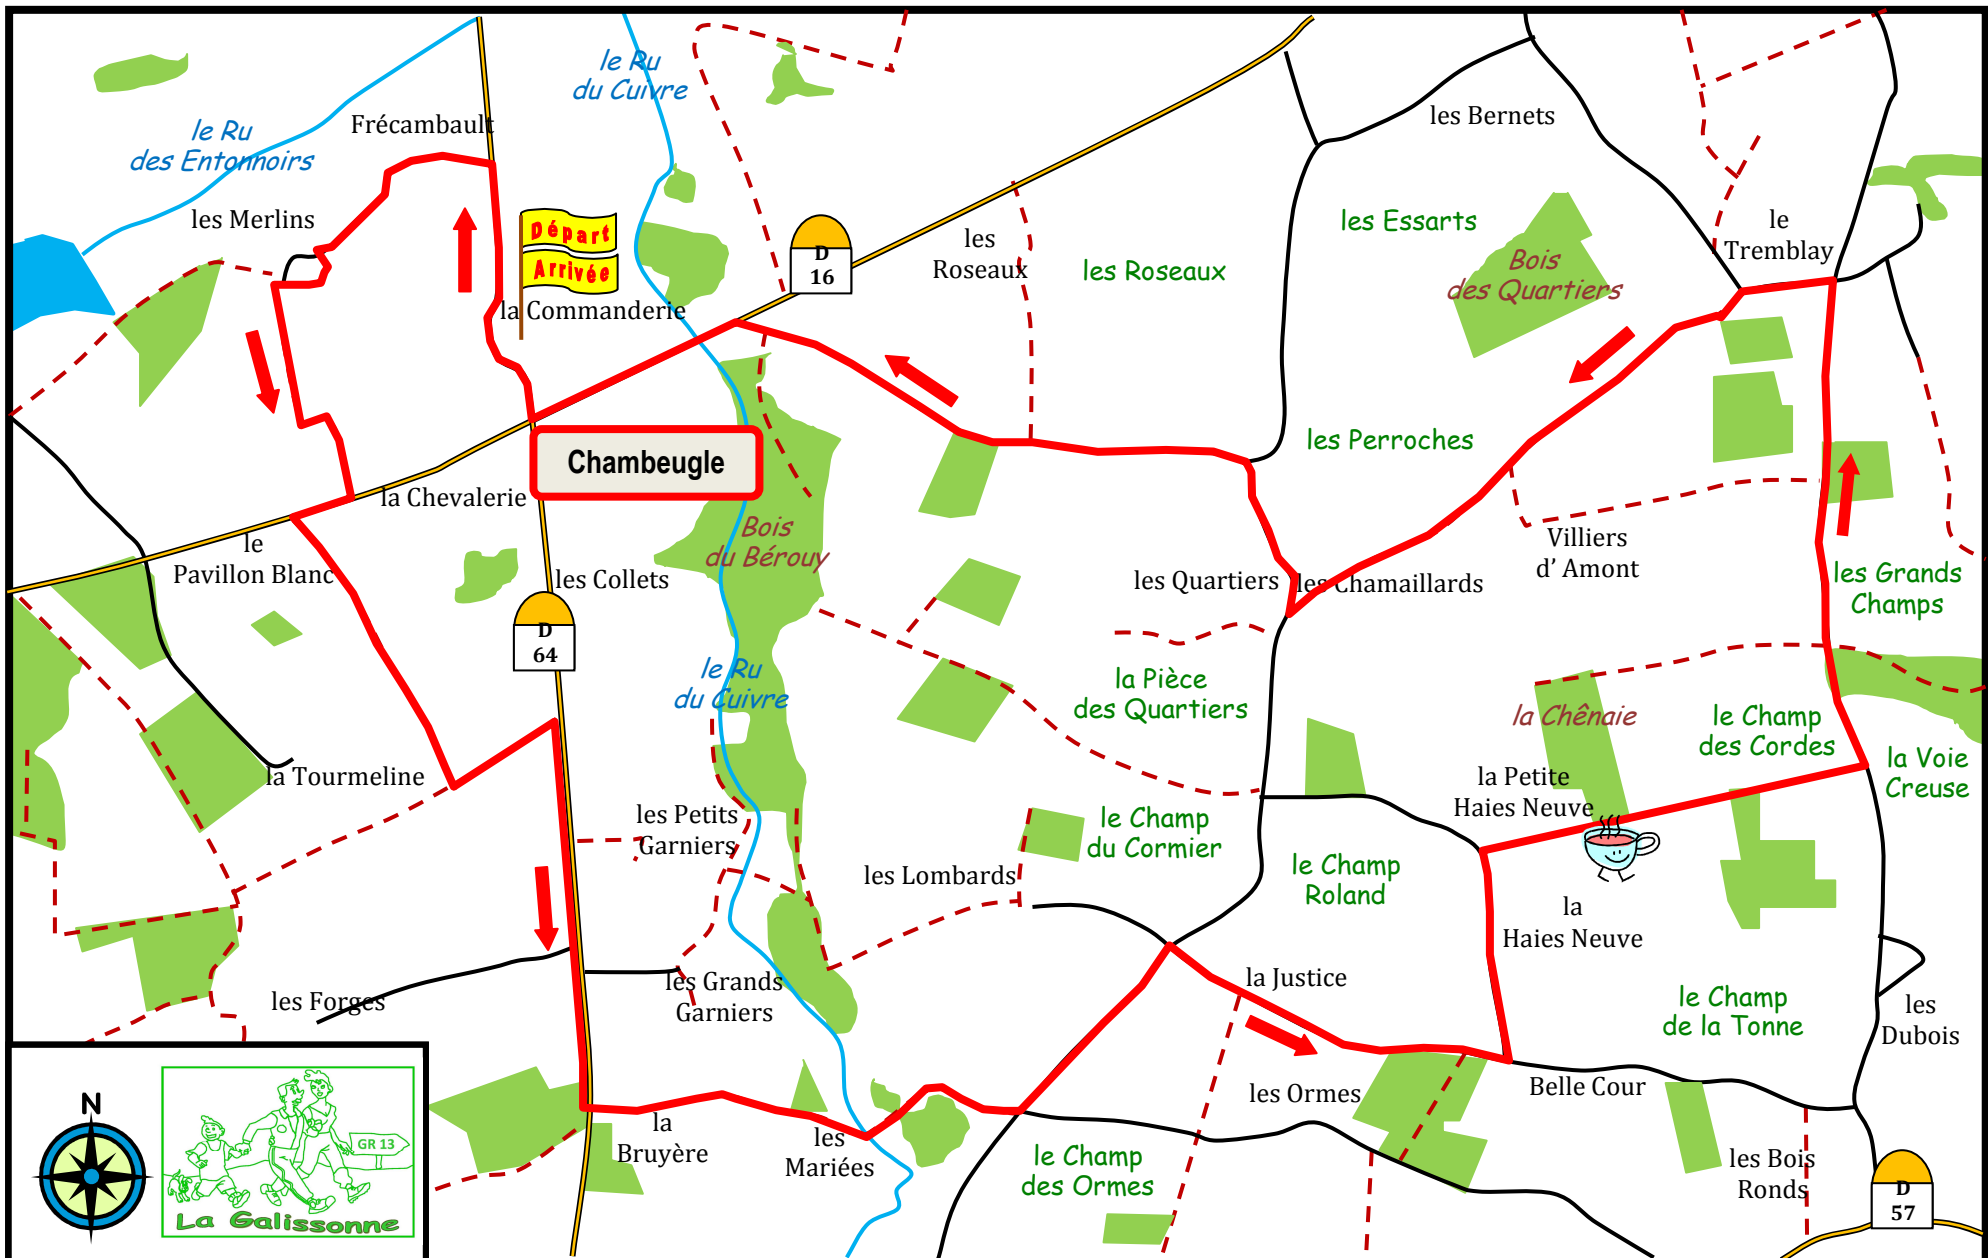 le Ru
du Cuivre
Frécambault
le Ru
des Entonnoirs
les Bernets
les Merlins
Départ
Arrivée
la Commanderie
D
16
les
Roseaux
les Roseaux
les Essarts
Bois
des Quartiers
le
Tremblay
Chambeugle
la Chevalerie
les Perroches
le
Pavillon Blanc
Bois
du Bérouy
les Collets
D
64
les Quartiers
les Chamaillards
Villiers
d' Amont
les Grands
Champs
le Ru
du Cuivre
la Pièce
des Quartiers
la Chênaie
le Champ
des Cordes
la Voie
Creuse
la Tourmeline
la Petite
Haies Neuve
les Petits
Garniers
le Champ
du Cormier
les Lombards
le Champ
Roland
la
Haies Neuve
les Forges
les Grands
Garniers
la Justice
le Champ
de la Tonne
les
Dubois
les Ormes
Belle Cour
la
Bruyère
les
Mariées
le Champ
des Ormes
les Bois
Ronds
D
57
N
GR 13
La Galissonne